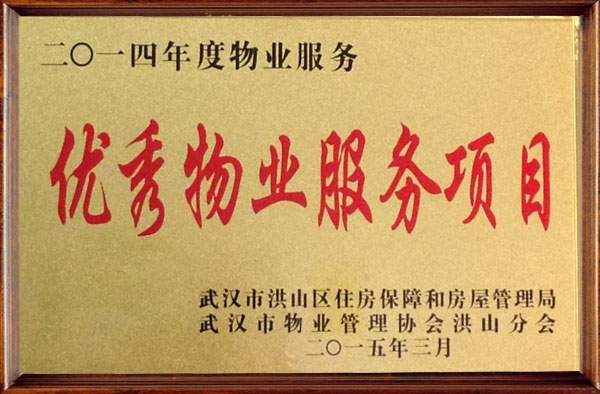 二〇一四年度物业服务
优秀物业服务项目
武汉市洪山区住房保障和房屋管理局
武汉市物业管理协会洪山分会
二〇一五年三月